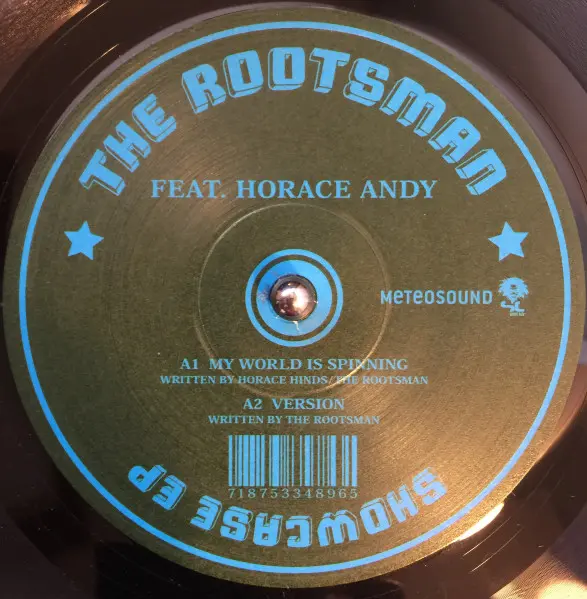 THE ROOTSMAN
FEAT. HORACE ANDY
METEOSOUND
A1 MY WORLD IS SPINNING
WRITTEN BY HORACE HINDS/THE ROOTSMAN
A2 VERSION
WRITTEN BY THE ROOTSMAN
718753348965
SHOWCASE EP